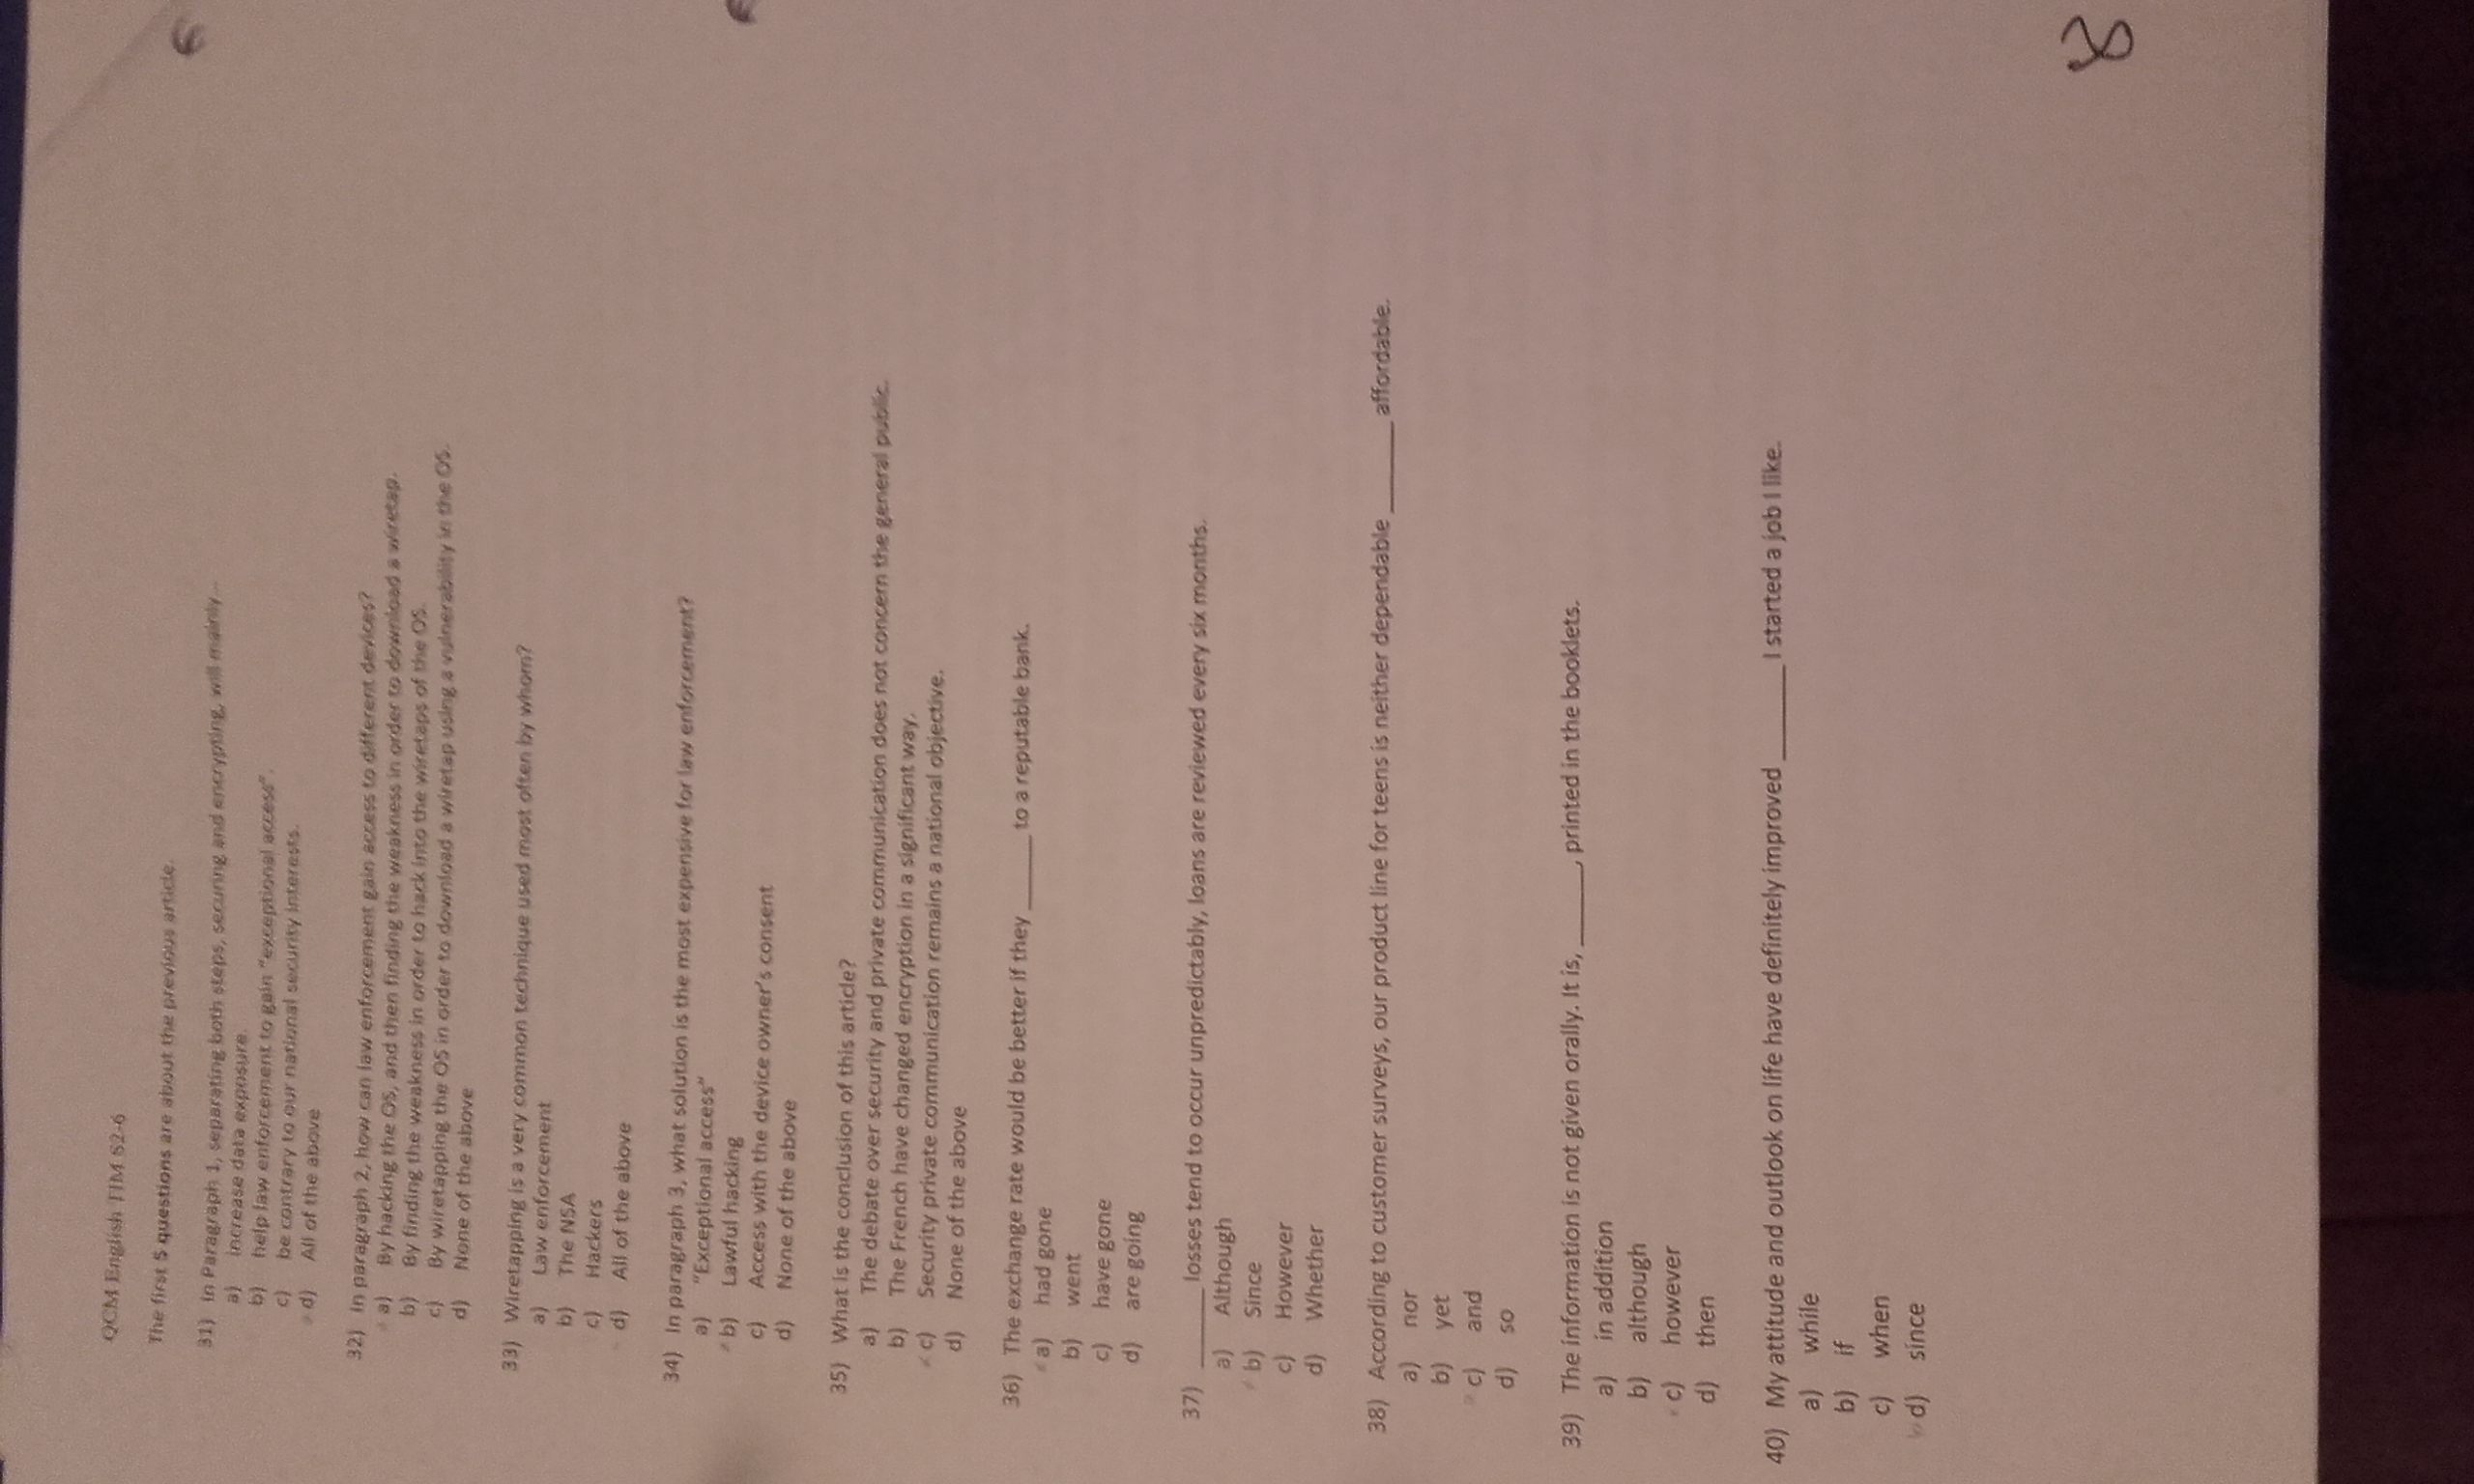 QCM English TIM S2-6
The first 5 questions are about the previous article.
31) In Paragraph 1, separating both steps, securing and encrypting, will mainly...
a) increase data exposure.
b) help law enforcement to gain "exceptional access".
c) be contrary to our national security interests.
d) All of the above
32) In paragraph 2, how can law enforcement gain access to different devices?
a) By hacking the OS, and then finding the weakness in order to download a wiretap.
b) By finding the weakness in order to hack into the wiretaps of the OS.
c) By wiretapping the OS in order to download a wiretap using a vulnerability in the OS.
d) None of the above
33) Wiretapping is a very common technique used most often by whom?
a) Law enforcement
b) The NSA
c) Hackers
d) All of the above
34) In paragraph 3, what solution is the most expensive for law enforcement?
a) "Exceptional access"
b) Lawful hacking
c) Access with the device owner's consent
d) None of the above
35) What is the conclusion of this article?
a) The debate over security and private communication does not concern the general public.
b) The French have changed encryption in a significant way.
c) Security private communication remains a national objective.
d) None of the above
36) The exchange rate would be better if they ______ to a reputable bank.
a) had gone
b) went
c) have gone
d) are going
37) ______ losses tend to occur unpredictably, loans are reviewed every six months.
a) Although
b) Since
c) However
d) Whether
38) According to customer surveys, our product line for teens is neither dependable ______ affordable.
a) nor
b) yet
c) and
d) so
39) The information is not given orally. It is, ______, printed in the booklets.
a) in addition
b) although
c) however
d) then
40) My attitude and outlook on life have definitely improved ______ I started a job I like.
a) while
b) if
c) when
d) since
8